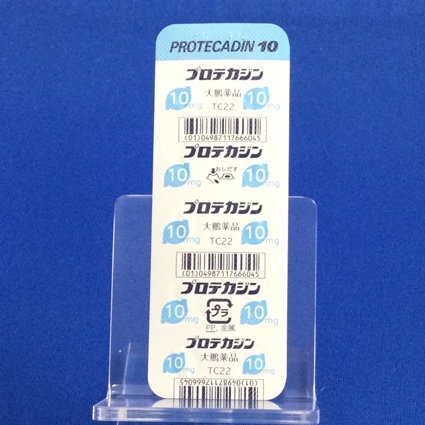 PROTECADIN 10
プロテカジン
10mg 大鵬薬品 10mg
TC22
(01)04987117666045
プロテカジン
10mg おしだす 10mg
プロテカジン
10mg 大鵬薬品 10mg
TC22
(01)04987117666045
プロテカジン
10mg プラ 10mg
PP, 金属
プロテカジン
10mg 大鵬薬品 10mg
TC22
(01)04987117666045